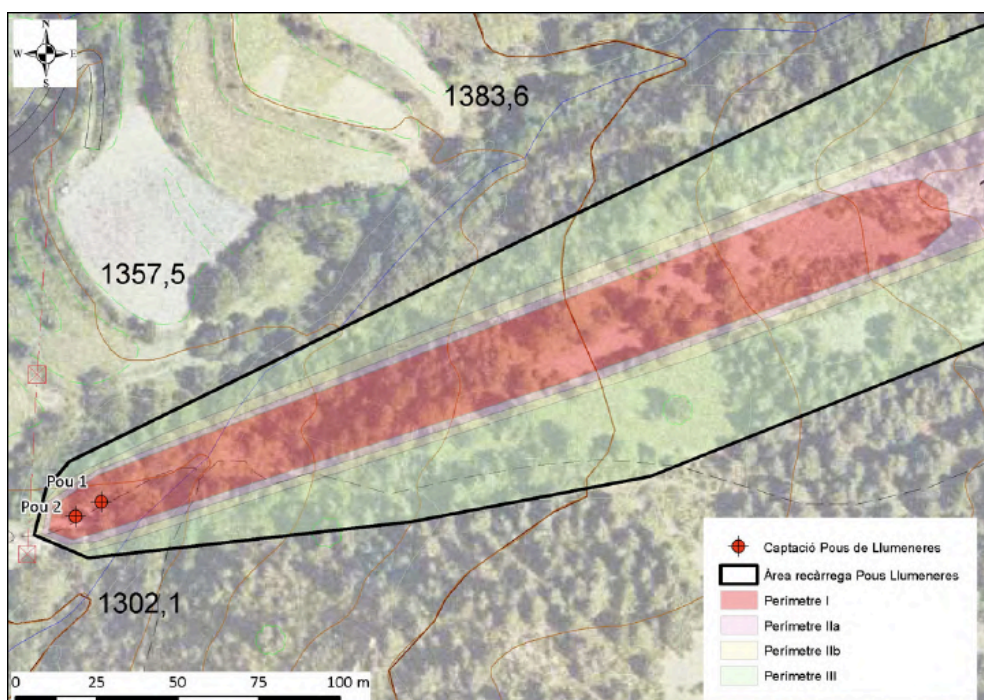 N
W E
S
1383,6
1357,5
Pou 1
Pou 2
1302,1
Captació Pous de Llumeneres
Àrea recàrrega Pous Llumeneres
Perímetre I
Perímetre IIa
Perímetre IIb
Perímetre III
0 25 50 75 100 m